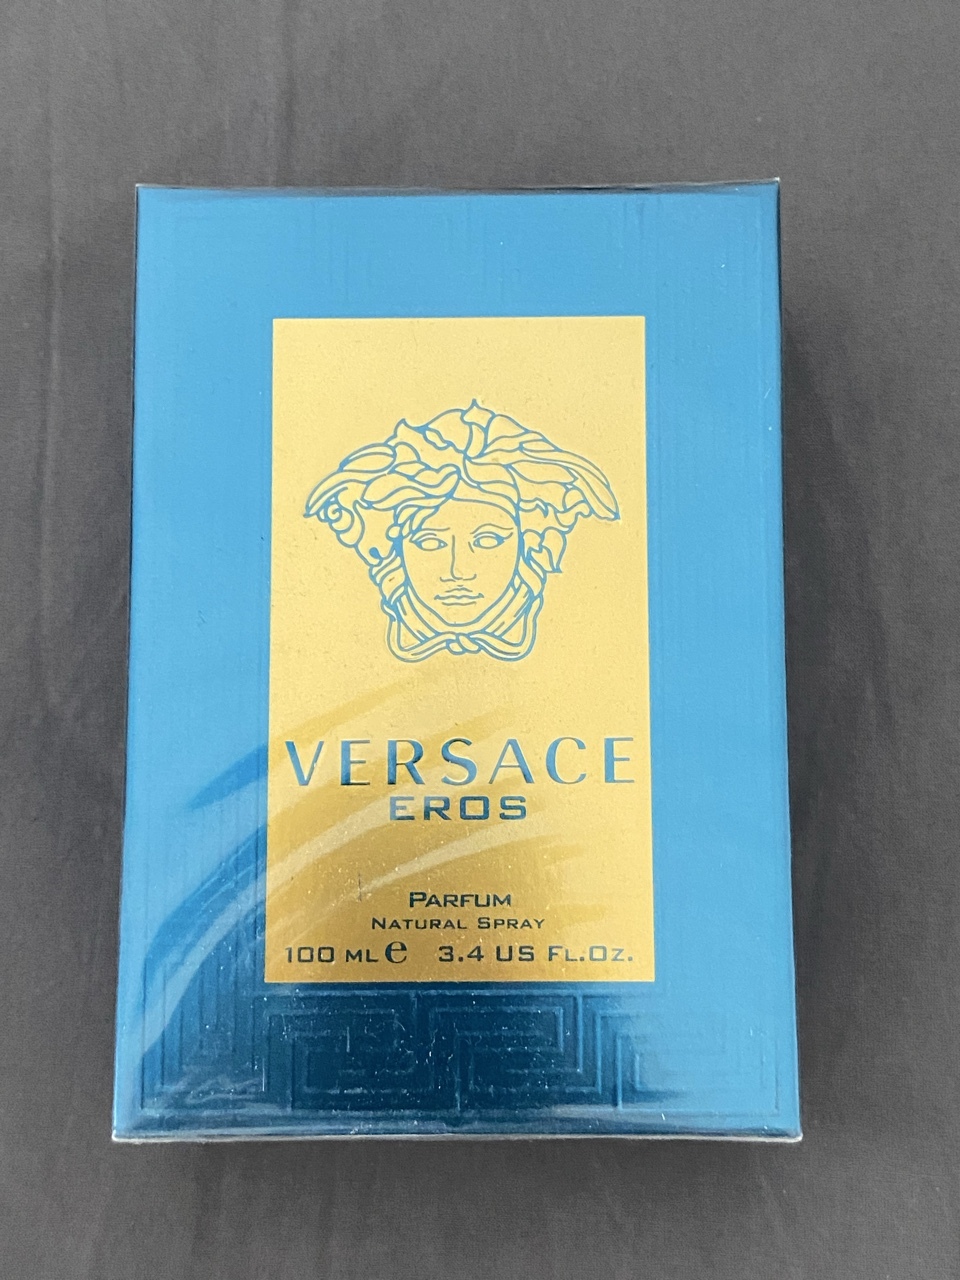 VERSACE
EROS
PARFUM
NATURAL SPRAY
100 ML e 3.4 US FL.OZ.